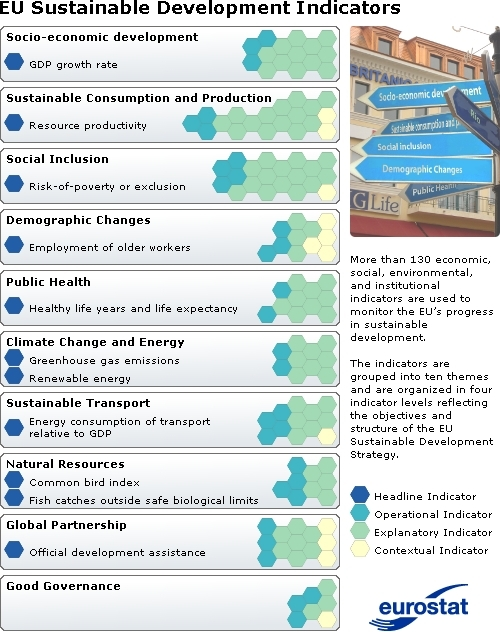 EU Sustainable Development Indicators
Socio-economic development
GDP growth rate
Sustainable Consumption and Production
Resource productivity
Social Inclusion
Risk-of-poverty or exclusion
Demographic Changes
Employment of older workers
Public Health
Healthy life years and life expectancy
Climate Change and Energy
Greenhouse gas emissions
Renewable energy
Sustainable Transport
Energy consumption of transport
relative to GDP
Natural Resources
Common bird index
Fish catches outside safe biological limits
Global Partnership
Official development assistance
Good Governance
BRITANI
Socio-economic development
Sustainable consumption and p
Social inclusion
Demographic Changes
Public Health
G Life
More than 130 economic,
social, environmental,
and institutional
indicators are used to
monitor the EU's progress
in sustainable
development.
The indicators are
grouped into ten themes
and are organized in four
indicator levels reflecting
the objectives and
structure of the EU
Sustainable Development
Strategy.
Headline Indicator
Operational Indicator
Explanatory Indicator
Contextual Indicator
eurostat